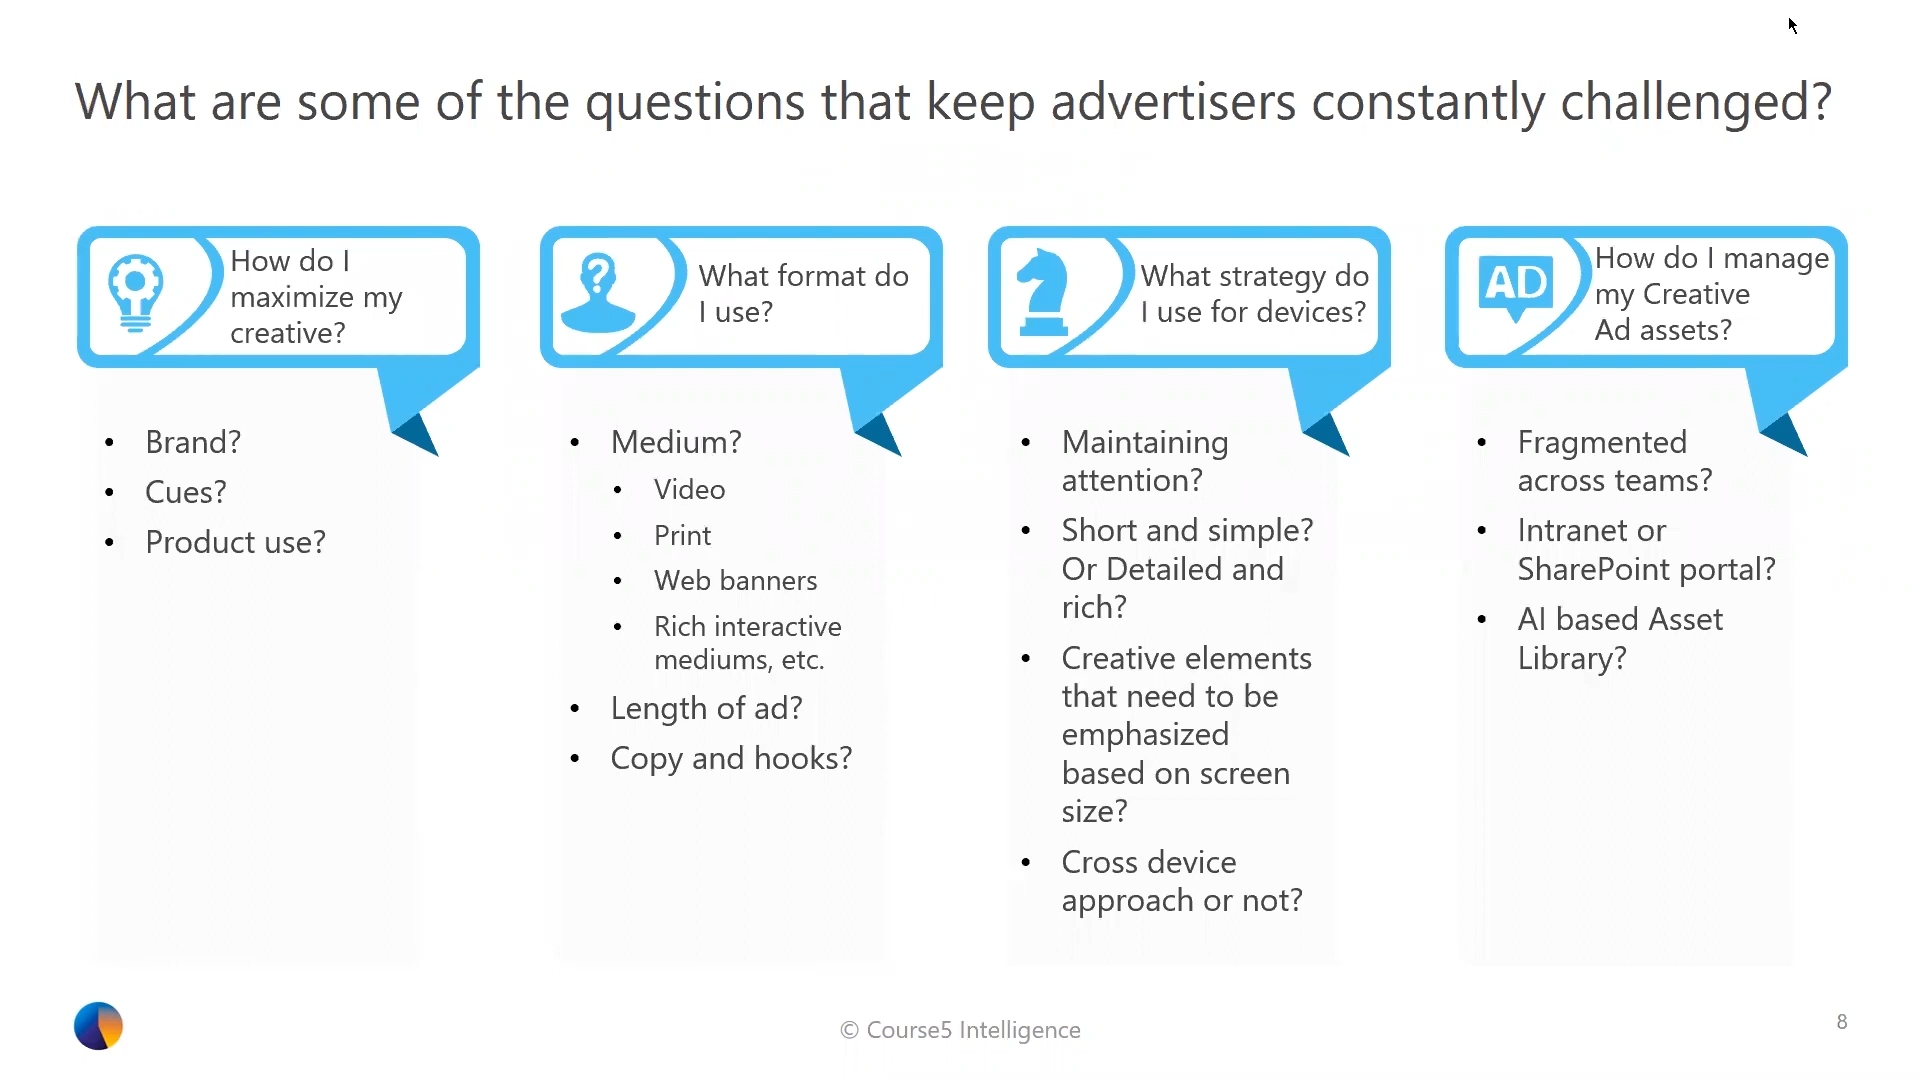 What are some of the questions that keep advertisers constantly challenged?
How do I
maximize my
creative?
• Brand?
• Cues?
• Product use?
What format do
I use?
• Medium?
• Video
• Print
• Web banners
• Rich interactive
mediums, etc.
• Length of ad?
• Copy and hooks?
What strategy do
I use for devices?
• Maintaining
attention?
• Short and simple?
Or Detailed and
rich?
• Creative elements
that need to be
emphasized
based on screen
size?
• Cross device
approach or not?
AD
How do I manage
my Creative
Ad assets?
• Fragmented
across teams?
• Intranet or
SharePoint portal?
• AI based Asset
Library?
© Course5 Intelligence
8